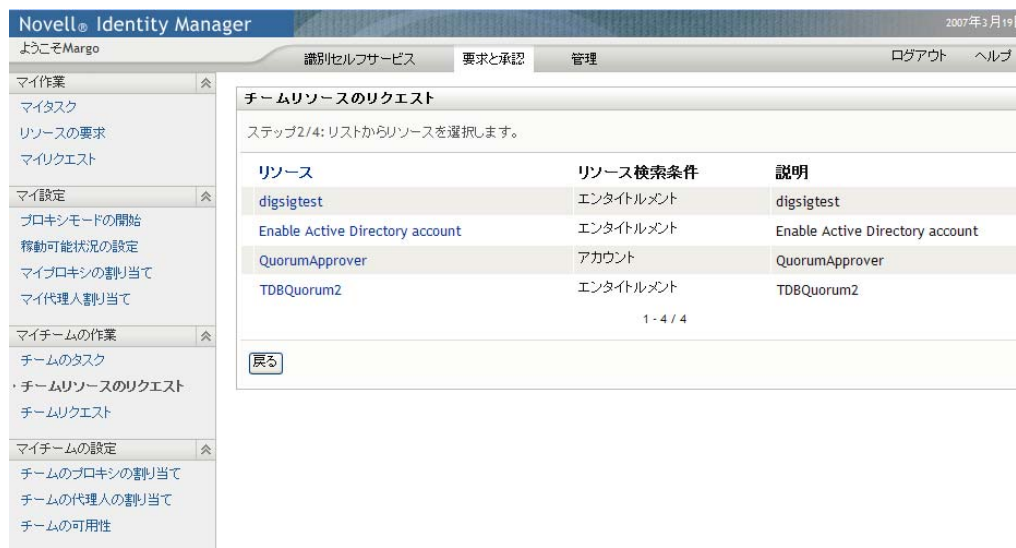 Novell® Identity Manager
2007年3月19
ようこそMargo
識別セルフサービス 要求と承認 管理 ログアウト ヘルプ
マイ作業
マイタスク
リソースの要求
マイリクエスト
マイ設定
プロキシモードの開始
稼動可能状況の設定
マイプロキシの割り当て
マイ代理人割り当て
マイチームの作業
チームのタスク
・チームリソースのリクエスト
チームリクエスト
マイチームの設定
チームのプロキシの割り当て
チームの代理人の割り当て
チームの可用性
チームリソースのリクエスト
ステップ2/4: リストからリソースを選択します。
リソース リソース検索条件 説明
digsigtest エンタイトルメント digsigtest
Enable Active Directory account エンタイトルメント Enable Active Directory account
QuorumApprover アカウント QuorumApprover
TDBQuorum2 エンタイトルメント TDBQuorum2
1 - 4 / 4
戻る